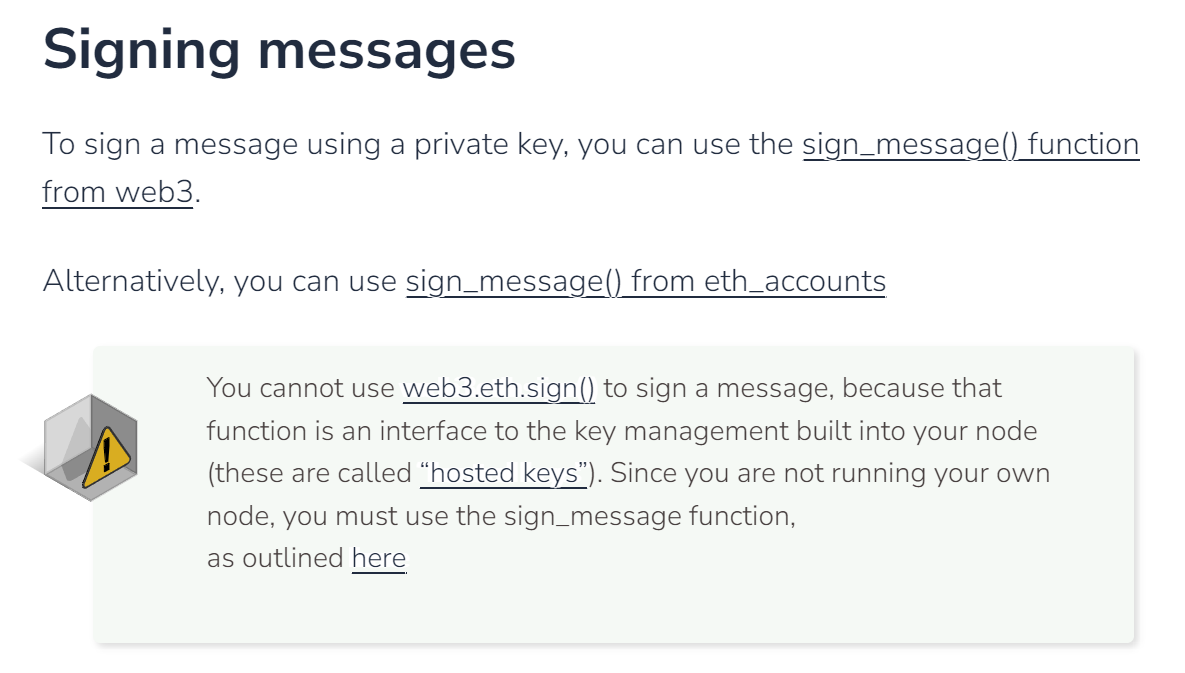 Signing messages
To sign a message using a private key, you can use the sign_message() function
from web3.
Alternatively, you can use sign_message() from eth_accounts
You cannot use web3.eth.sign() to sign a message, because that
function is an interface to the key management built into your node
(these are called “hosted keys”). Since you are not running your own
node, you must use the sign_message function,
as outlined here